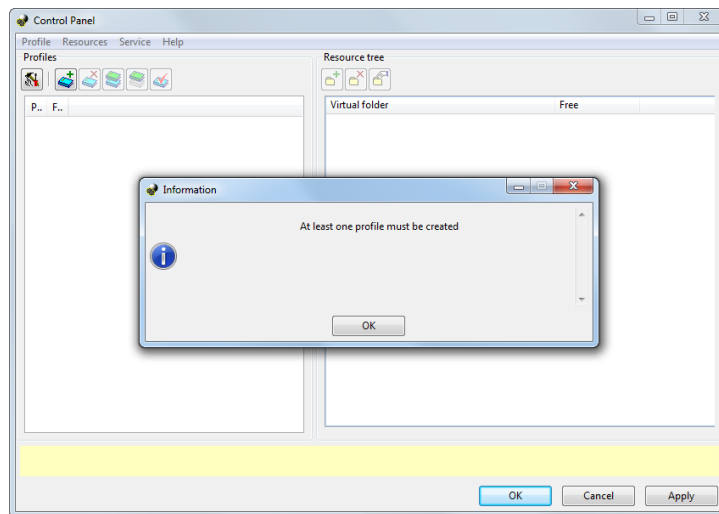 Control Panel
Profile Resources Service Help
Profiles
Resource tree
P.. F..
Virtual folder Free
Information
At least one profile must be created
OK
OK Cancel Apply